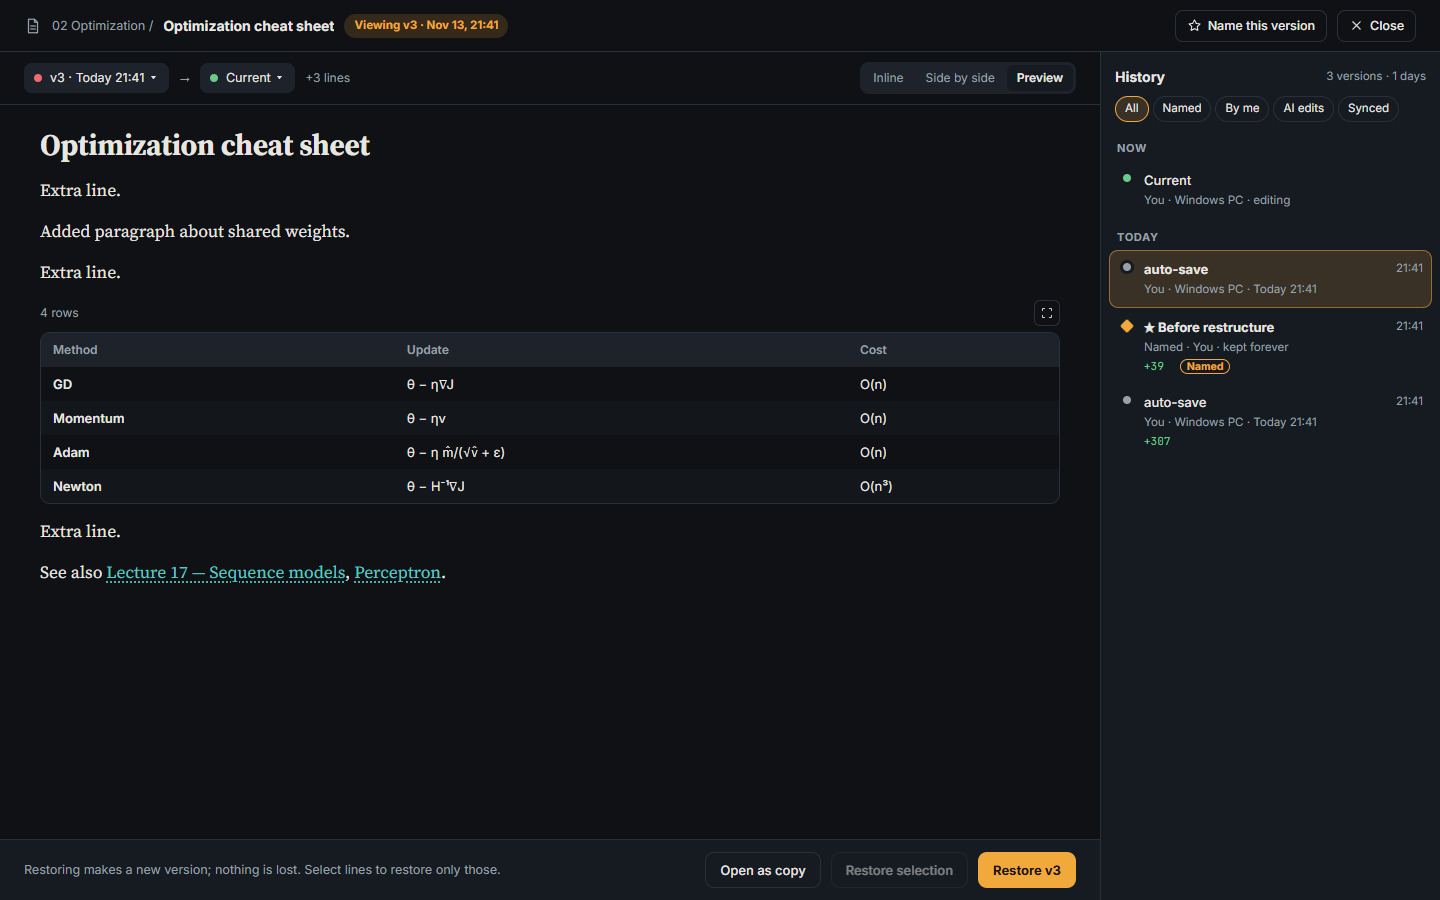 02 Optimization / Optimization cheat sheet Viewing v3 · Nov 13, 21:41
Name this version Close
v3 · Today 21:41 → Current +3 lines
Inline Side by side Preview
Optimization cheat sheet
Extra line.
Added paragraph about shared weights.
Extra line.
4 rows
Method Update Cost
GD θ − η∇J O(n)
Momentum θ − ηv O(n)
Adam θ − η m̂/(√v̂ + ε) O(n)
Newton θ − H⁻¹∇J O(n³)
Extra line.
See also Lecture 17 — Sequence models, Perceptron.
Restoring makes a new version; nothing is lost. Select lines to restore only those.
Open as copy Restore selection Restore v3
History 3 versions · 1 days
All Named By me AI edits Synced
NOW
Current
You · Windows PC · editing
TODAY
auto-save 21:41
You · Windows PC · Today 21:41
★ Before restructure 21:41
Named · You · kept forever
+39 Named
auto-save 21:41
You · Windows PC · Today 21:41
+307